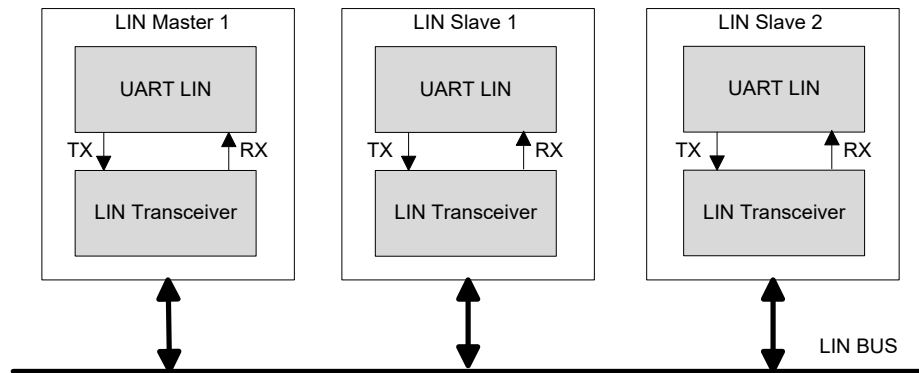 LIN Master 1
LIN Slave 1
LIN Slave 2
UART LIN
UART LIN
UART LIN
TX
RX
TX
RX
TX
RX
LIN Transceiver
LIN Transceiver
LIN Transceiver
LIN BUS